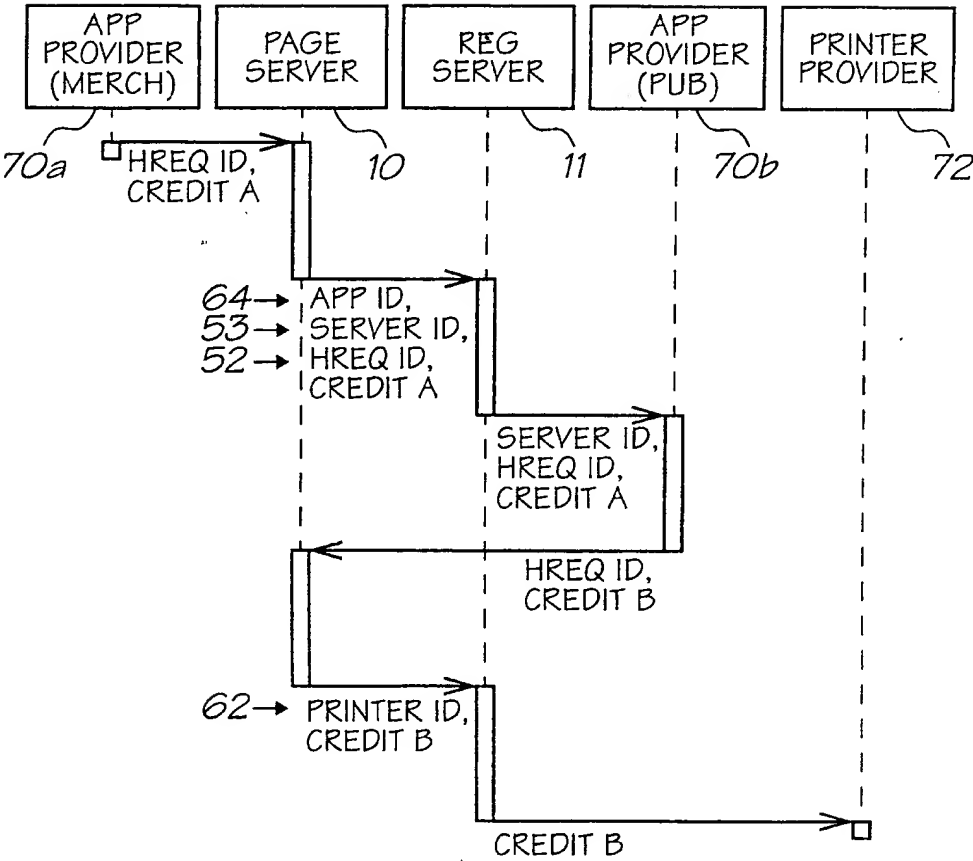 APP
PROVIDER
(MERCH)
PAGE
SERVER
REG
SERVER
APP
PROVIDER
(PUB)
PRINTER
PROVIDER
70a
10
11
70b
72
HREQ ID,
CREDIT A
64
APP ID,
53
SERVER ID,
52
HREQ ID,
CREDIT A
SERVER ID,
HREQ ID,
CREDIT A
HREQ ID,
CREDIT B
62
PRINTER ID,
CREDIT B
CREDIT B